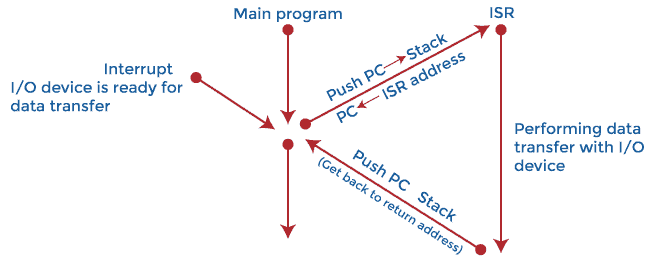 Main program
ISR
Interrupt
I/O device is ready for
data transfer
Push PC Stack
PC ISR address
Performing data
transfer with I/O
device
Push PC Stack
(Get back to return address)